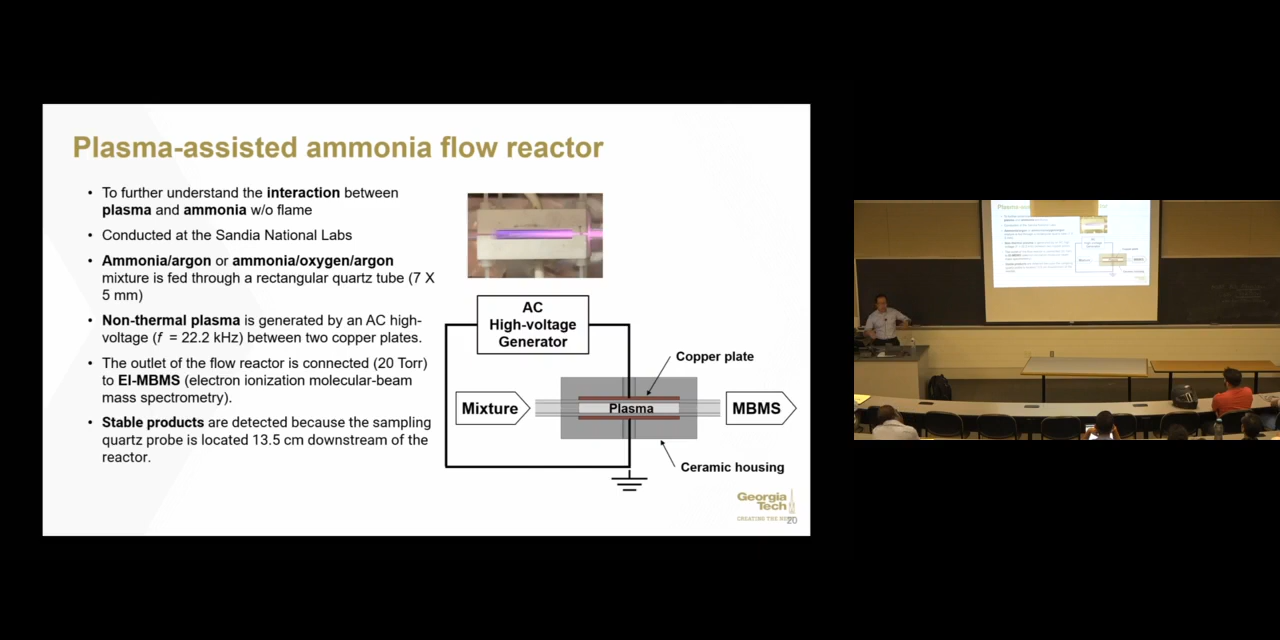 Plasma-assisted ammonia flow reactor
• To further understand the interaction between
plasma and ammonia w/o flame
• Conducted at the Sandia National Labs
• Ammonia/argon or ammonia/oxygen/argon
mixture is fed through a rectangular quartz tube (7 X
5 mm)
• Non-thermal plasma is generated by an AC high-
voltage (f = 22.2 kHz) between two copper plates.
• The outlet of the flow reactor is connected (20 Torr)
to EI-MBMS (electron ionization molecular-beam
mass spectrometry).
• Stable products are detected because the sampling
quartz probe is located 13.5 cm downstream of the
reactor.
AC
High-voltage
Generator
Copper plate
Mixture
Plasma
MBMS
Ceramic housing
Georgia
Tech
CREATING THE
20